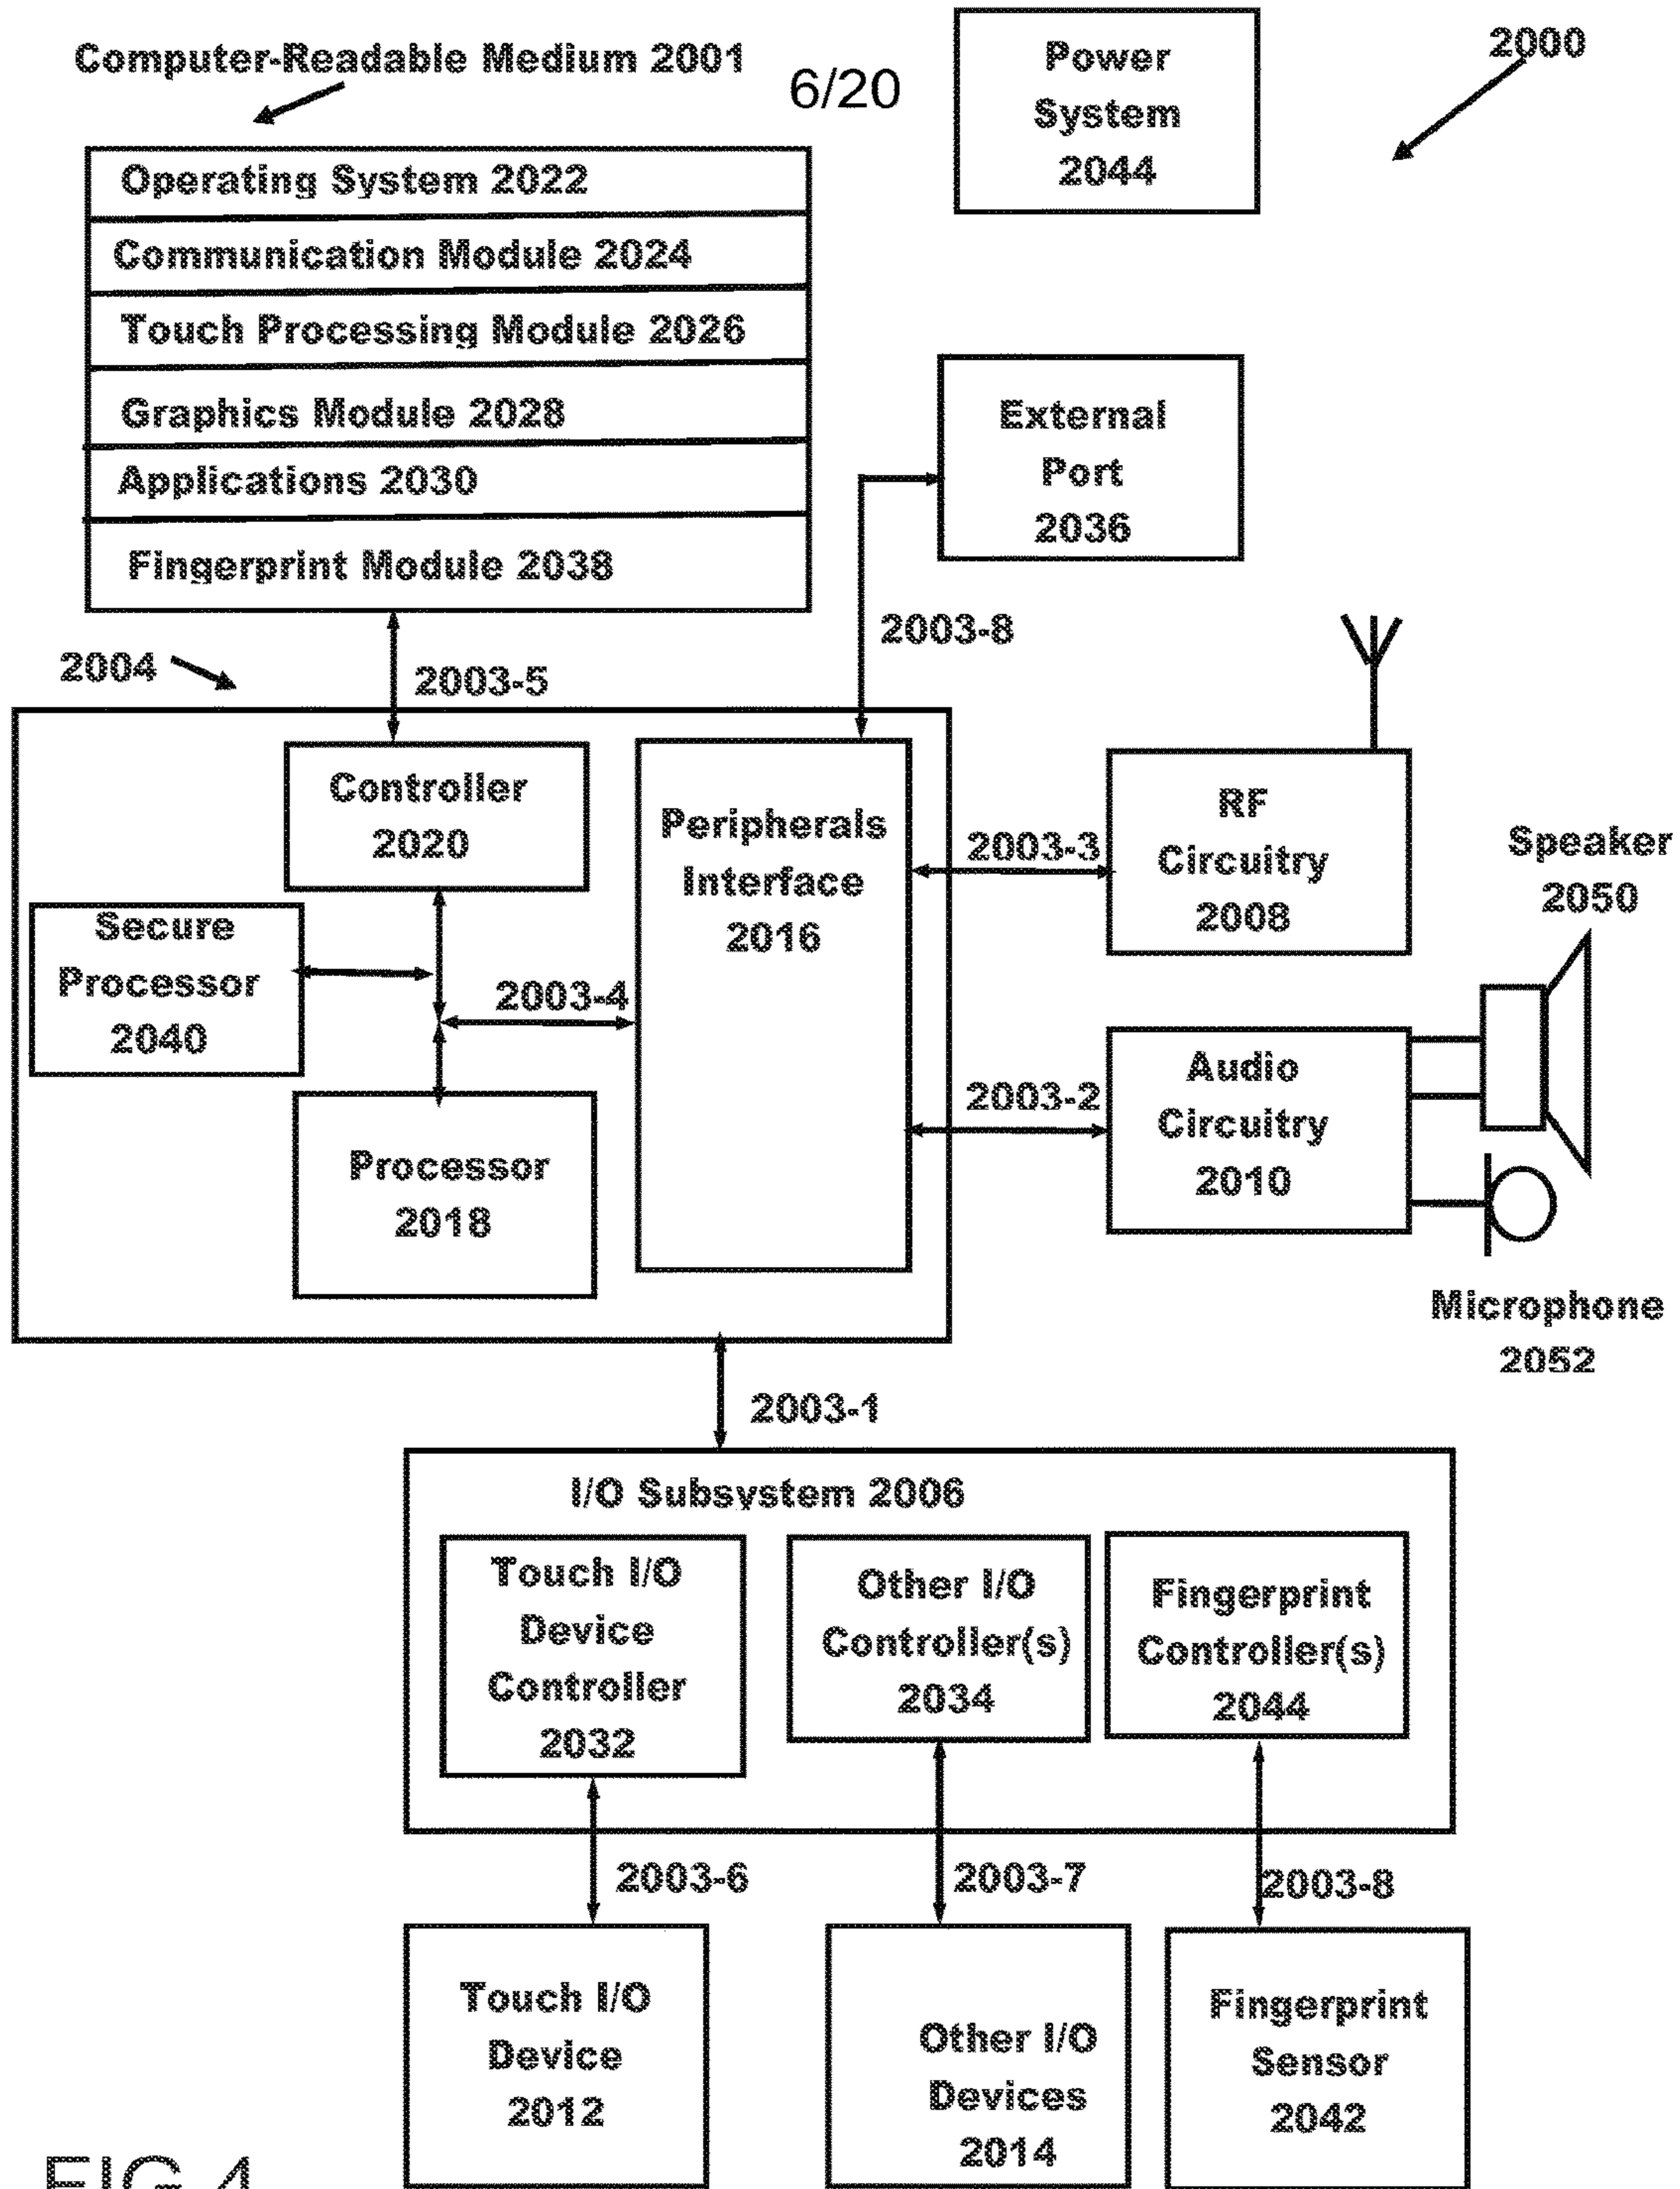 Computer-Readable Medium 2001
6/20
Power
System
2044
2000
Operating System 2022
Communication Module 2024
Touch Processing Module 2026
Graphics Module 2028
Applications 2030
Fingerprint Module 2038
External
Port
2036
2003-8
2004
2003-5
Controller
2020
Peripherals
Interface
2016
2003-3
RF
Circuitry
2008
Speaker
2050
Secure
Processor
2040
2003-4
2003-2
Audio
Circuitry
2010
Processor
2018
Microphone
2052
2003-1
I/O Subsystem 2006
Touch I/O
Device
Controller
2032
Other I/O
Controller(s)
2034
Fingerprint
Controller(s)
2044
2003-6
2003-7
2003-8
Touch I/O
Device
2012
Other I/O
Devices
2014
Fingerprint
Sensor
2042
FIG. 4